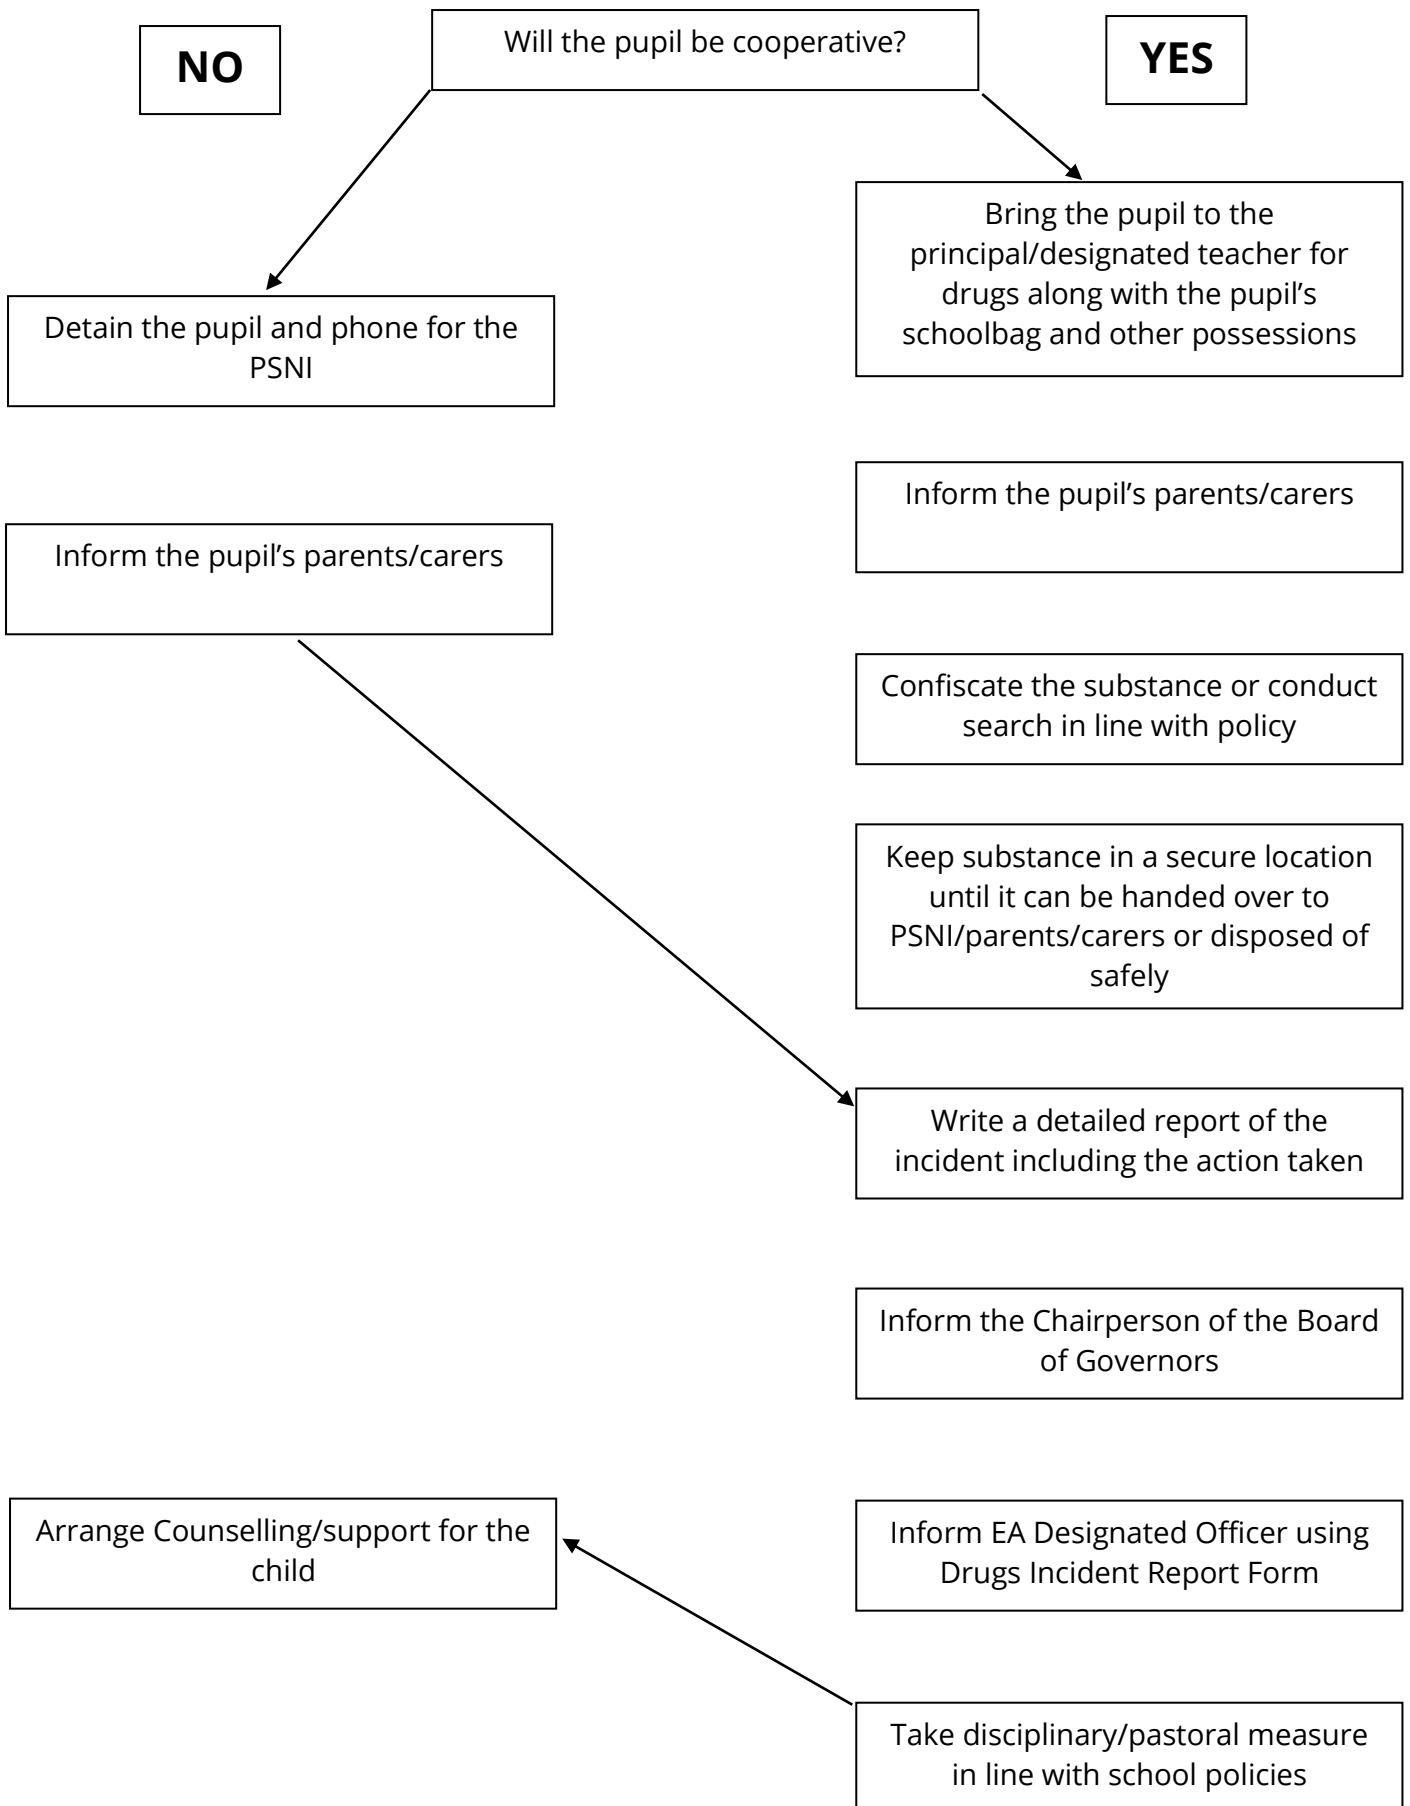 NO
Will the pupil be cooperative?
YES
Bring the pupil to the
principal/designated teacher for
drugs along with the pupil’s
schoolbag and other possessions
Detain the pupil and phone for the
PSNI
Inform the pupil’s parents/carers
Inform the pupil’s parents/carers
Confiscate the substance or conduct
search in line with policy
Keep substance in a secure location
until it can be handed over to
PSNI/parents/carers or disposed of
safely
Write a detailed report of the
incident including the action taken
Inform the Chairperson of the Board
of Governors
Arrange Counselling/support for the
child
Inform EA Designated Officer using
Drugs Incident Report Form
Take disciplinary/pastoral measure
in line with school policies